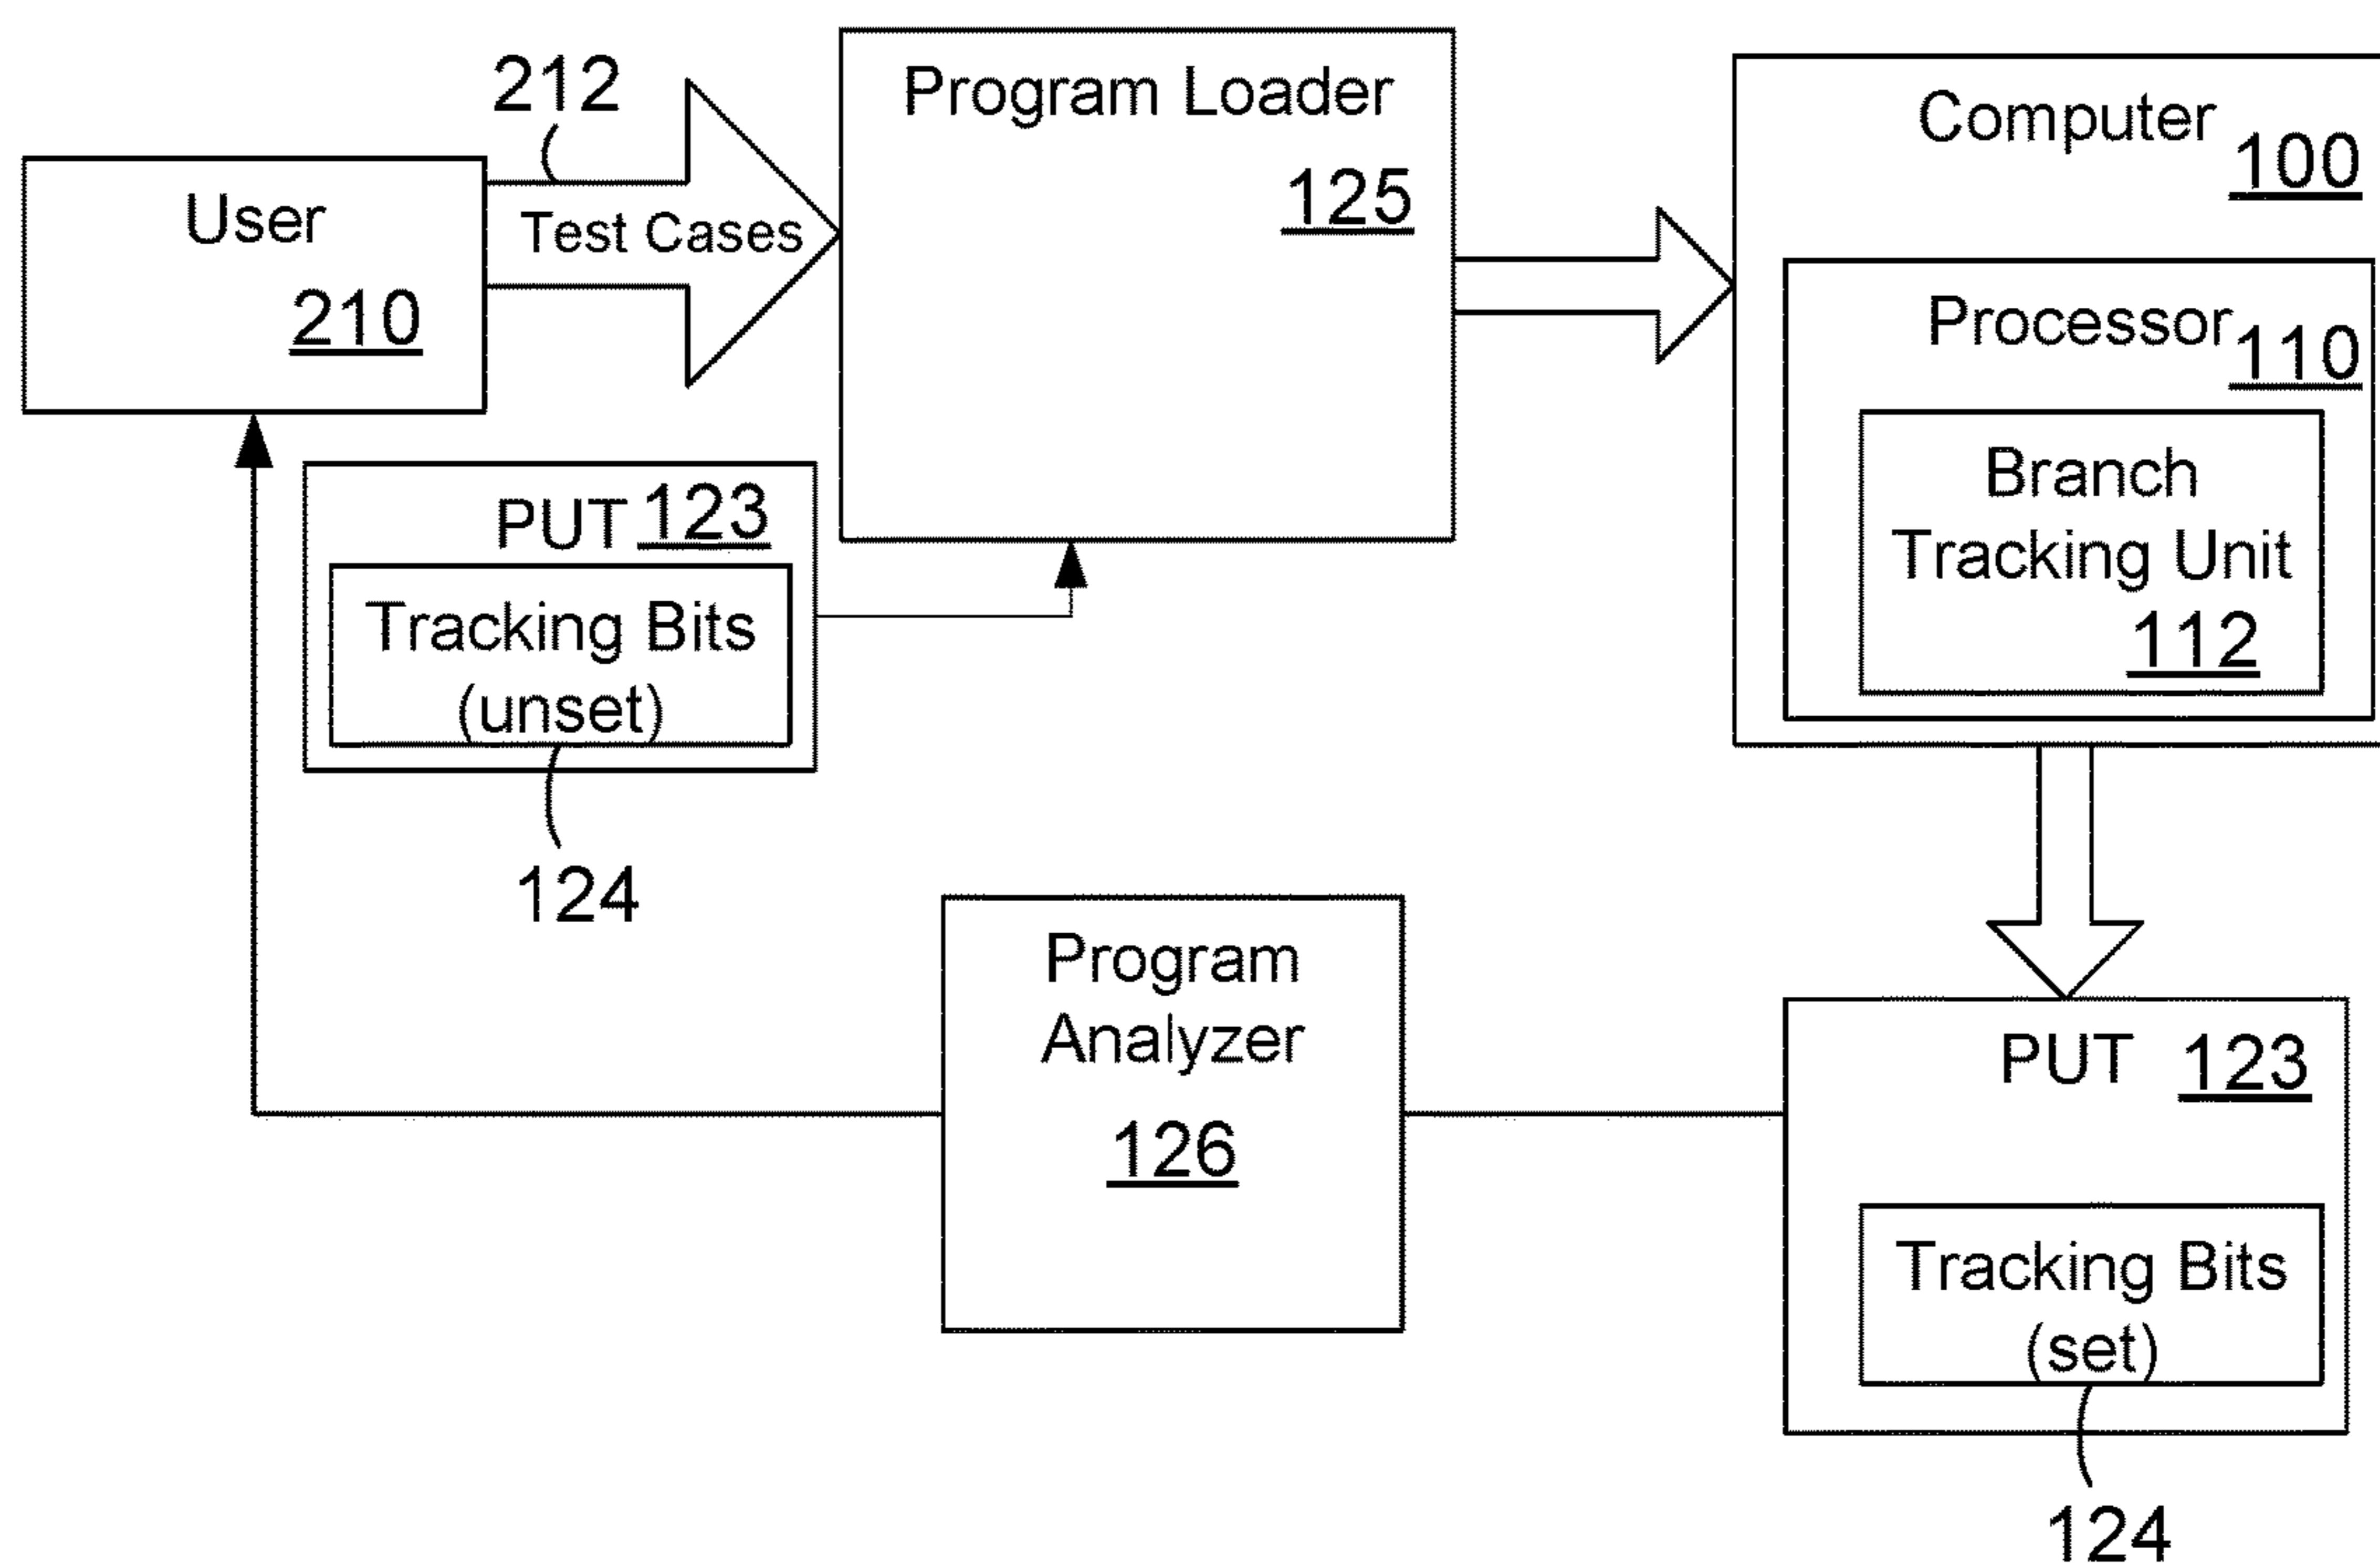 212
User
210
Test Cases
Program Loader
125
Computer
100
Processor
110
Branch
Tracking Unit
112
PUT 123
Tracking Bits
(unset)
124
Program
Analyzer
126
PUT 123
Tracking Bits
(set)
124